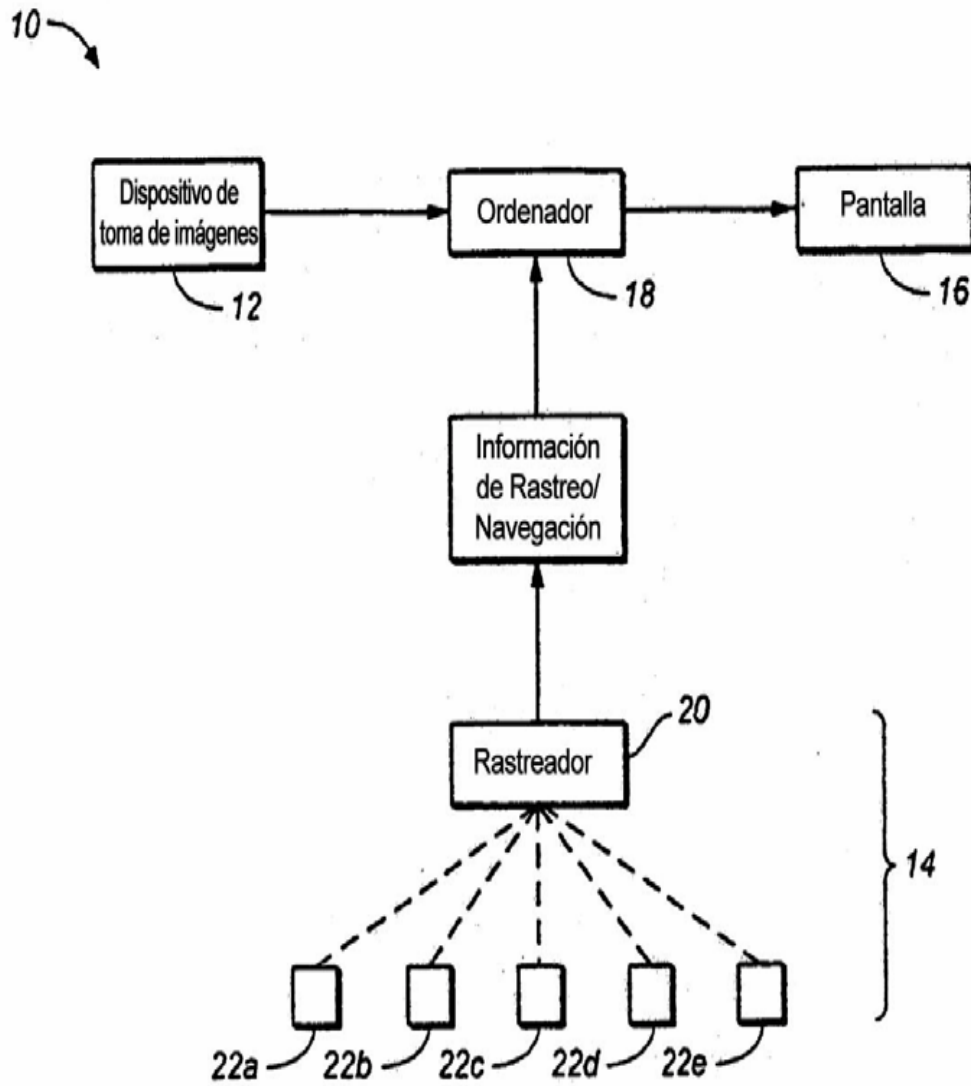 10
Dispositivo de
toma de imágenes
12
Ordenador
18
Pantalla
16
Información
de Rastreo/
Navegación
Rastreador
20
14
22a
22b
22c
22d
22e